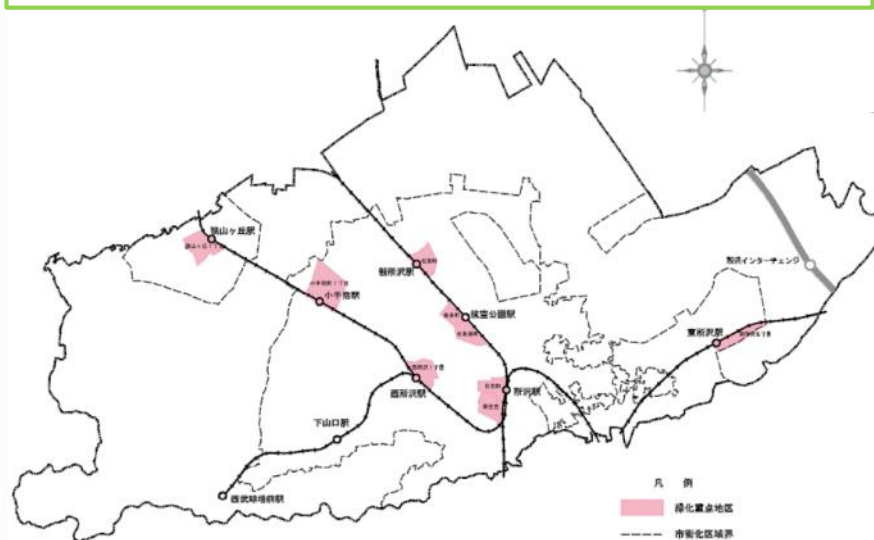 狭山ヶ丘駅
小手指駅
新所沢駅
航空公園駅
所沢インターチェンジ
東所沢駅
西所沢駅
所沢駅
日吉町
下山口駅
西武球場前駅
凡 例
緑化重点地区
市街化区域界